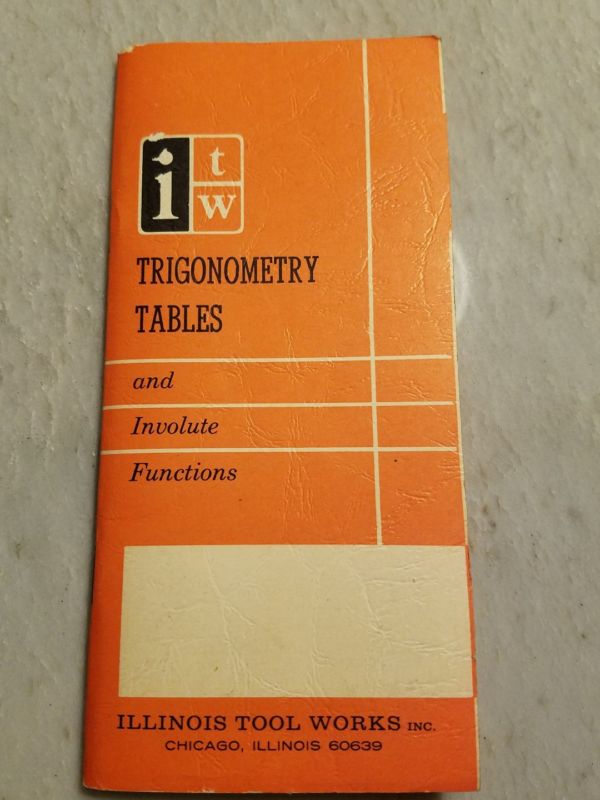 i t
w
TRIGONOMETRY
TABLES
and
Involute
Functions
ILLINOIS TOOL WORKS INC.
CHICAGO, ILLINOIS 60639